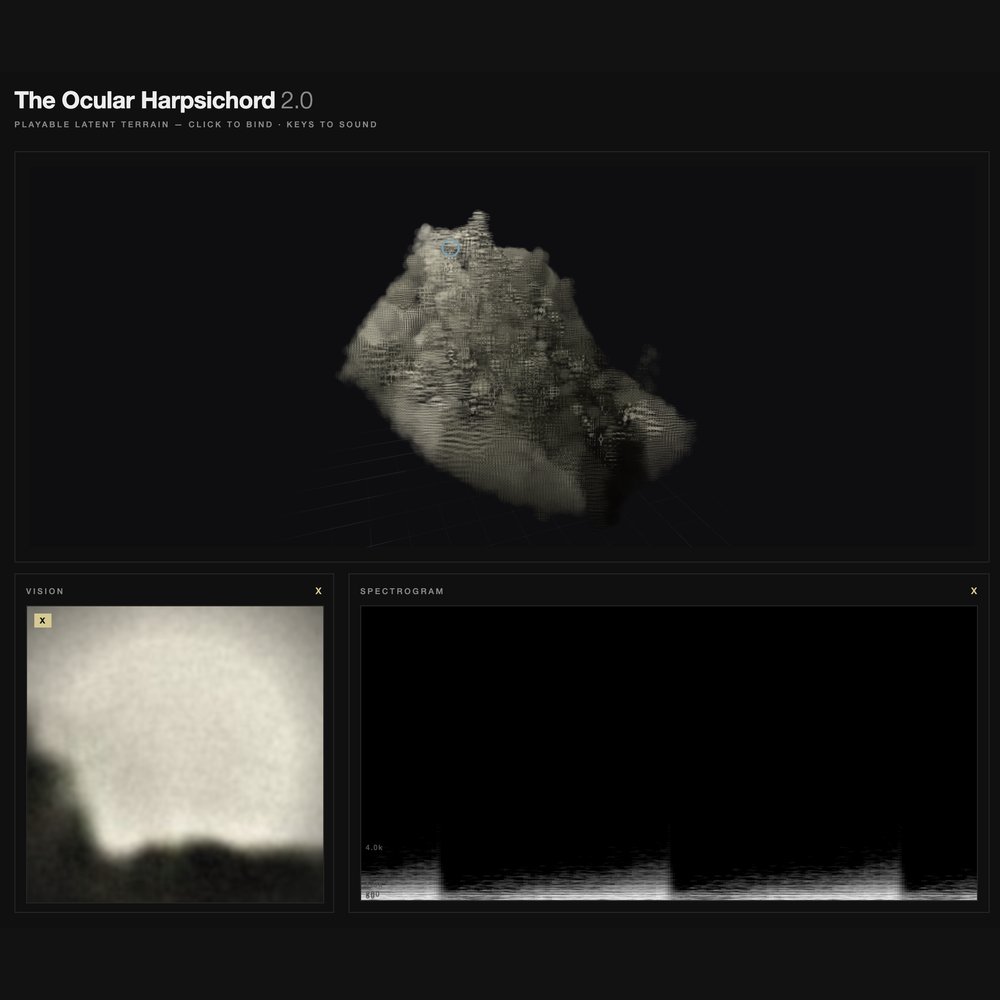 The Ocular Harpsichord 2.0
PLAYABLE LATENT TERRAIN — CLICK TO BIND · KEYS TO SOUND
VISION X
X
SPECTROGRAM X
4.0k